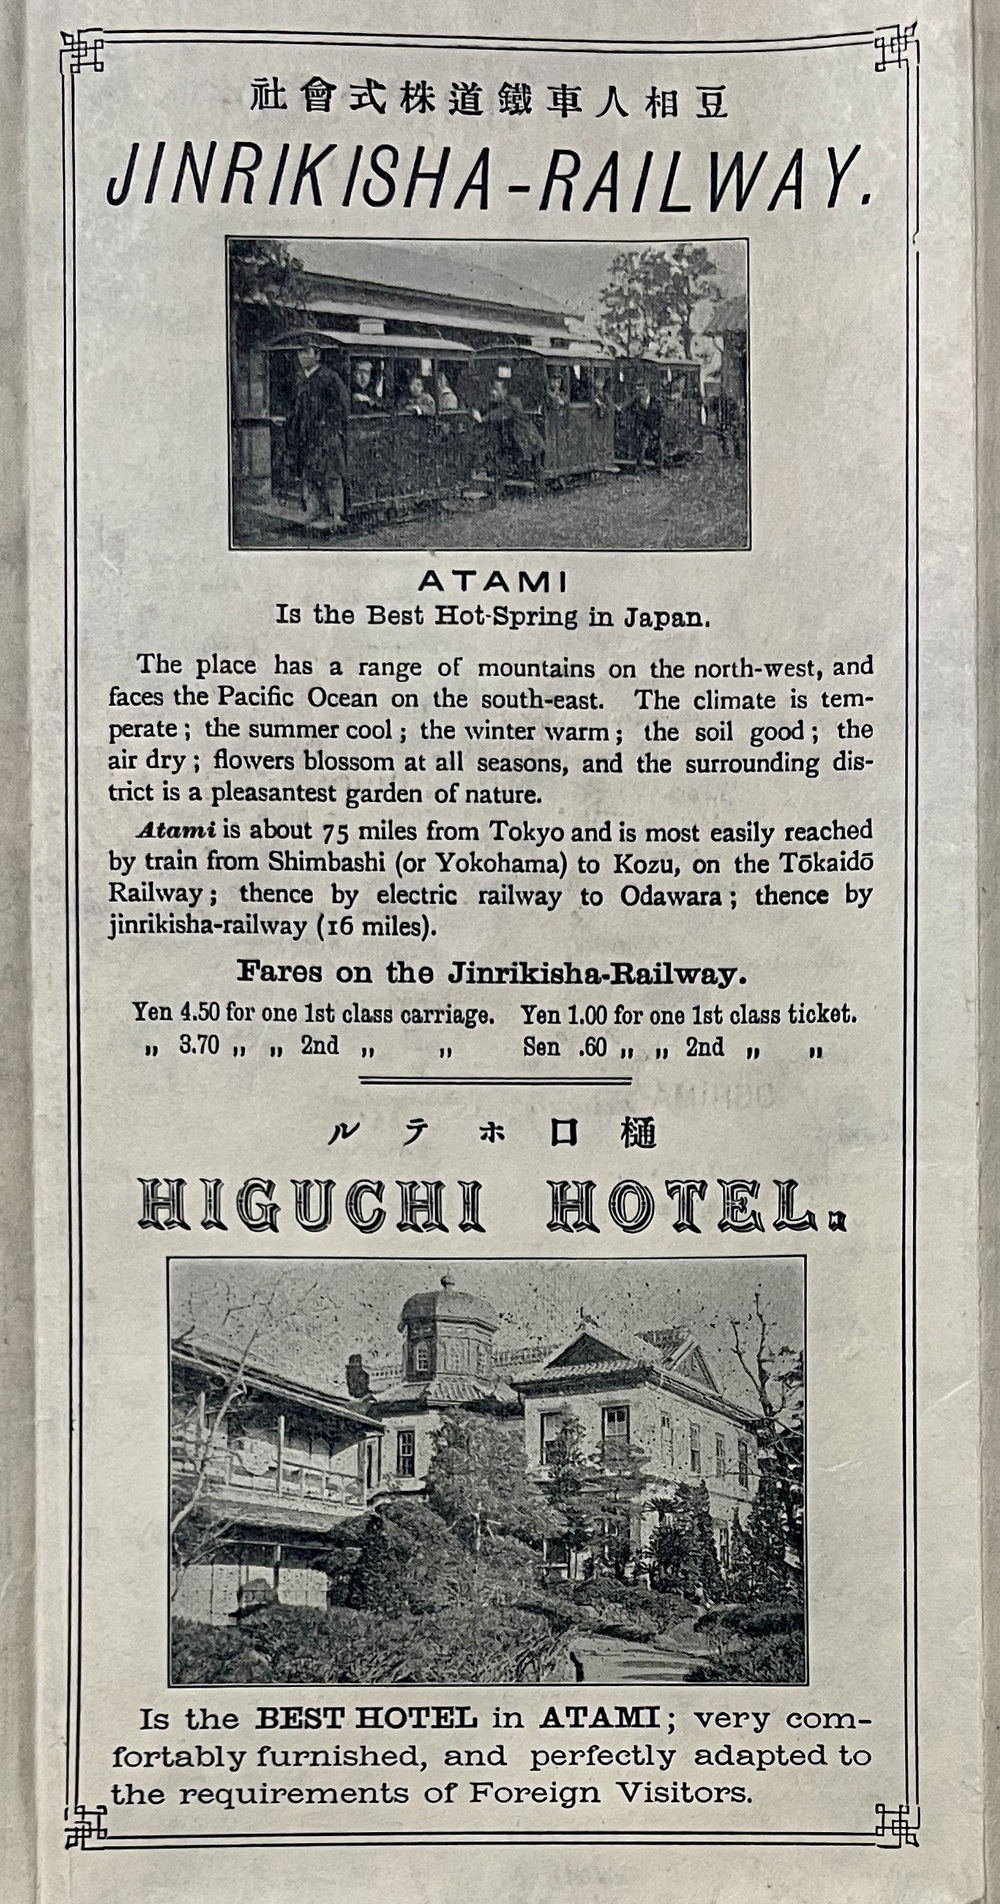 豆相人車鐵道株式會社
JINRIKISHA-RAILWAY.
ATAMI
Is the Best Hot-Spring in Japan.
The place has a range of mountains on the north-west, and
faces the Pacific Ocean on the south-east. The climate is tem-
perate; the summer cool; the winter warm; the soil good; the
air dry; flowers blossom at all seasons, and the surrounding dis-
trict is a pleasantest garden of nature.
Atami is about 75 miles from Tokyo and is most easily reached
by train from Shimbashi (or Yokohama) to Kozu, on the Tōkaidō
Railway; thence by electric railway to Odawara; thence by
jinrikisha-railway (16 miles).
Fares on the Jinrikisha-Railway.
Yen 4.50 for one 1st class carriage. Yen 1.00 for one 1st class ticket.
„ 3.70 „ „ 2nd „ „ Sen .60 „ „ 2nd „ „
樋口ホテル
HIGUCHI HOTEL.
Is the BEST HOTEL in ATAMI; very com-
fortably furnished, and perfectly adapted to
the requirements of Foreign Visitors.